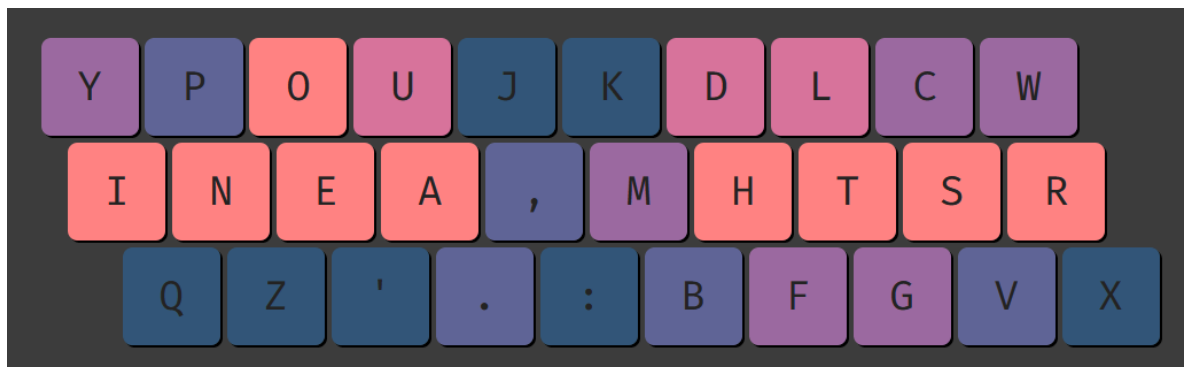 Y P O U J K D L C W
I N E A , M H T S R
Q Z ' . : B F G V X